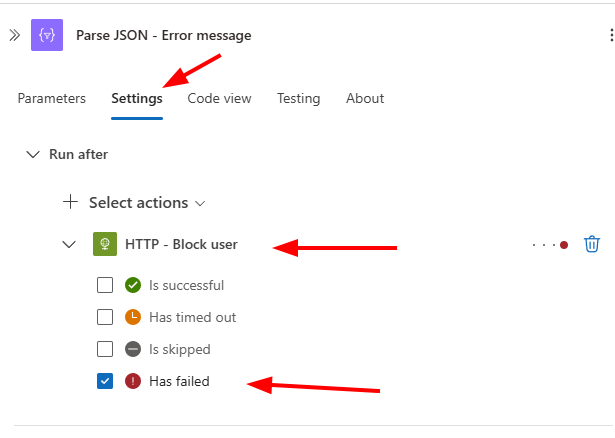 Parse JSON - Error message
Parameters Settings Code view Testing About
Run after
Select actions
HTTP - Block user
Is successful
Has timed out
Is skipped
Has failed